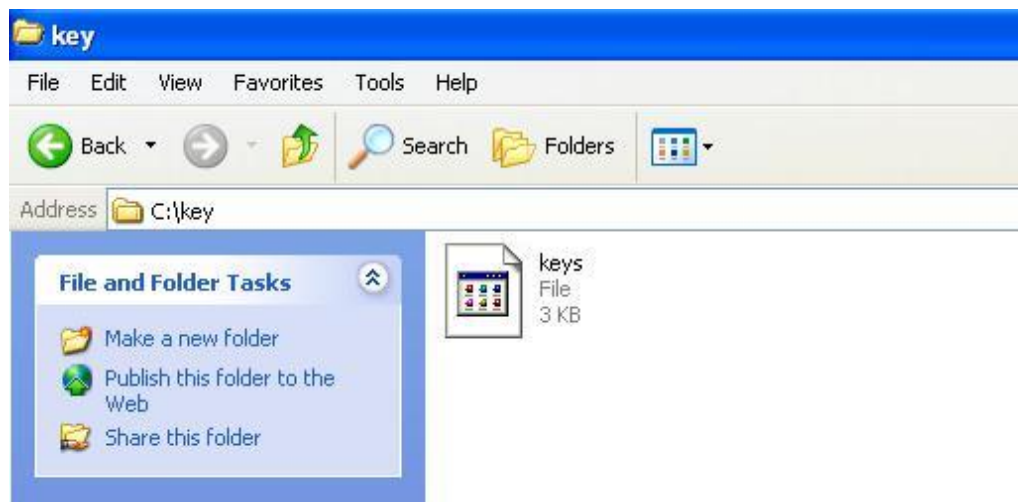 key
File Edit View Favorites Tools Help
Back Search Folders
Address C:\key
File and Folder Tasks
Make a new folder
Publish this folder to the
Web
Share this folder
keys
File
3 KB